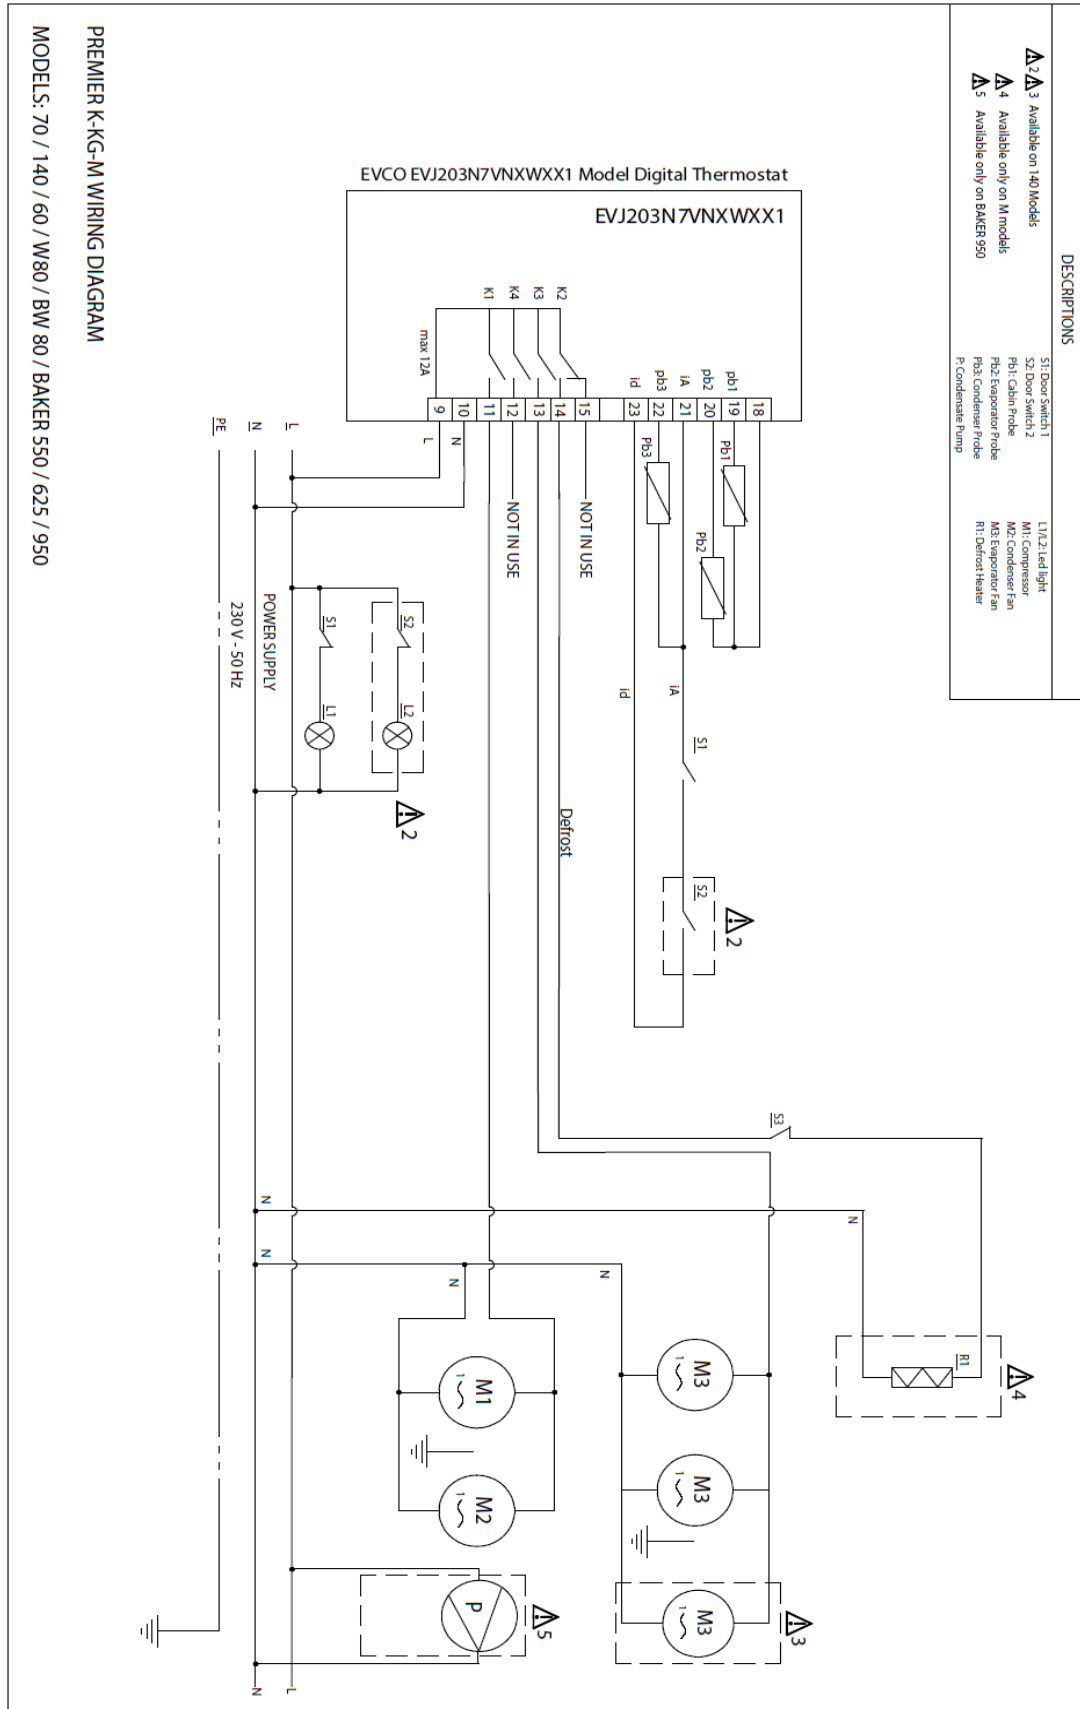 DESCRIPTIONS
⚠2 ⚠3 Available on 140 Models
⚠4 Available only on M models
⚠5 Available only on BAKER 950
S1: Door Switch 1
S2: Door Switch 2
Pb1: Cabin Probe
Pb2: Evaporator Probe
Pb3: Condenser Probe
P: Condensate Pump
L1/L2: Led light
M1: Compressor
M2: Condenser Fan
M3: Evaporator Fan
R1: Defrost Heater
EVCO EVJ203N7VNXWXX1 Model Digital Thermostat
EVJ203N7VNXWXX1
K1
K4
K3
K2
max 12A
id
pb3
iA
pb2
pb1
9
10
11
12
13
14
15
23
22
21
20
19
18
L
N
NOT IN USE
NOT IN USE
Pb3
Pb1
Pb2
PE
N
L
POWER SUPPLY
230 V - 50 Hz
S1
S2
L1
L2
⚠2
id
iA
S1
S2
⚠2
Defrost
S3
N
N
N
N
N
R1
⚠4
M1
1~
M2
1~
M3
1~
M3
1~
M3
1~
⚠3
P
⚠5
N
L
PREMIER K-KG-M WIRING DIAGRAM
MODELS: 70 / 140 / 60 / W80 / BW 80 / BAKER 550 / 625 / 950